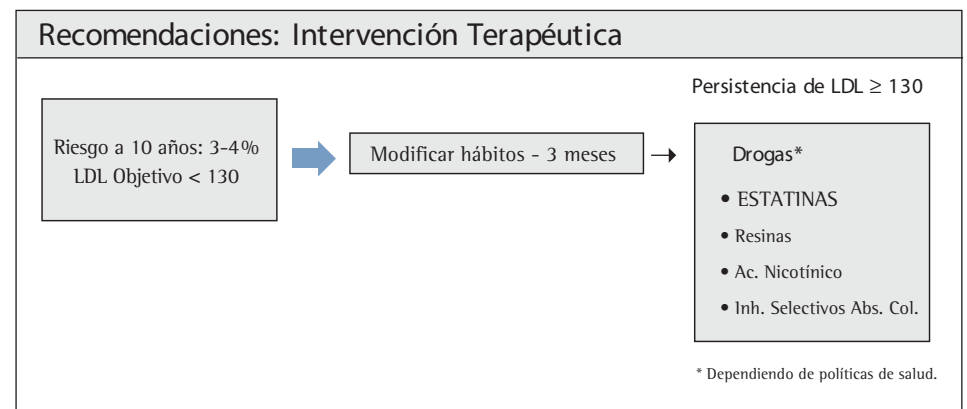 Recomendaciones: Intervención Terapéutica
Persistencia de LDL ≥ 130
Riesgo a 10 años: 3-4%
LDL Objetivo < 130
Modificar hábitos - 3 meses
Drogas*
• ESTATINAS
• Resinas
• Ac. Nicotínico
• Inh. Selectivos Abs. Col.
* Dependiendo de políticas de salud.